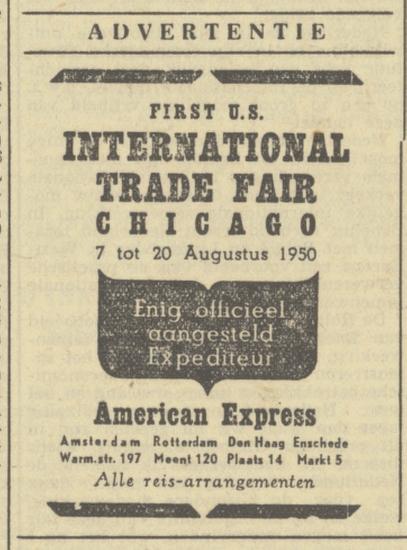 ADVERTENTIE
FIRST U.S.
INTERNATIONAL
TRADE FAIR
CHICAGO
7 tot 20 Augustus 1950
Enig officieel
aangesteld
Expediteur
American Express
Amsterdam Rotterdam Den Haag Enschede
Warm.str. 197 Meent 120 Plaats 14 Markt 5
Alle reis-arrangementen